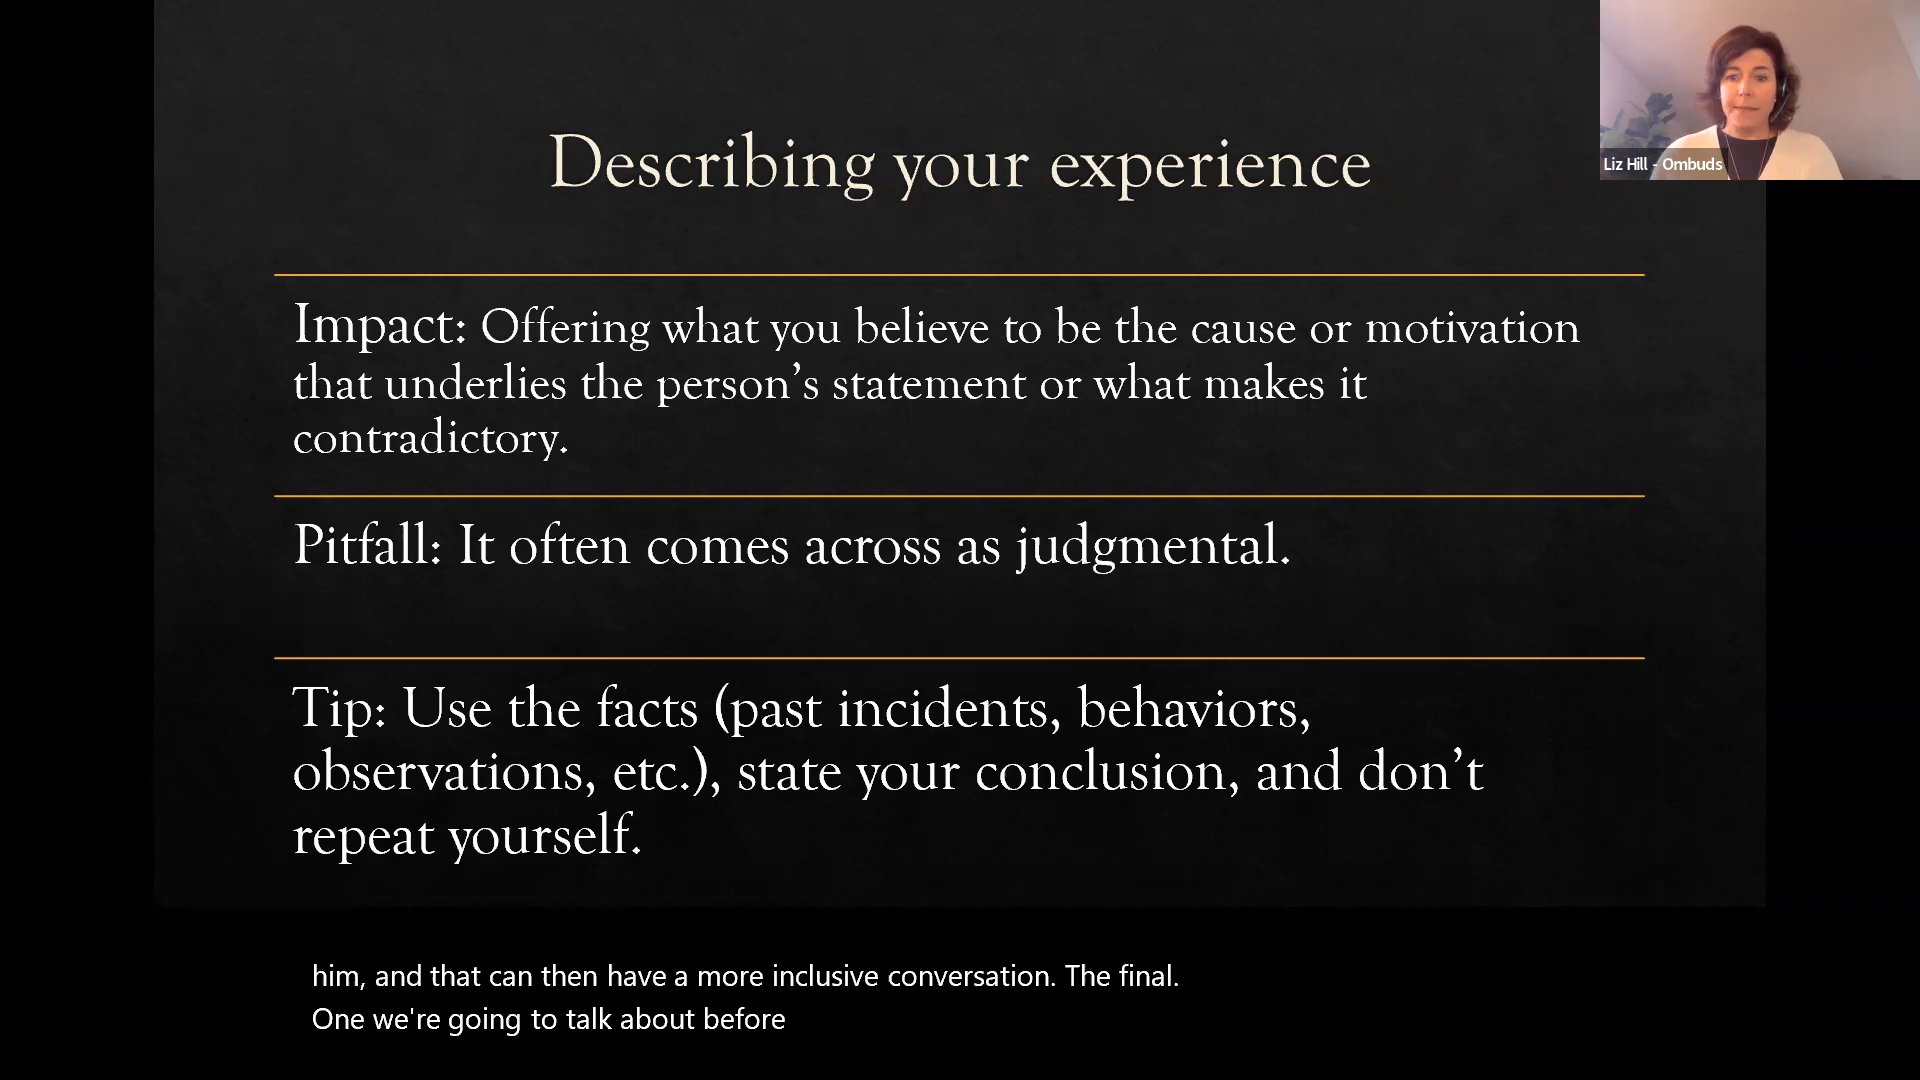 Describing your experience
Liz Hill - Ombuds
Impact: Offering what you believe to be the cause or motivation
that underlies the person’s statement or what makes it
contradictory.
Pitfall: It often comes across as judgmental.
Tip: Use the facts (past incidents, behaviors,
observations, etc.), state your conclusion, and don’t
repeat yourself.
him, and that can then have a more inclusive conversation. The final.
One we're going to talk about before